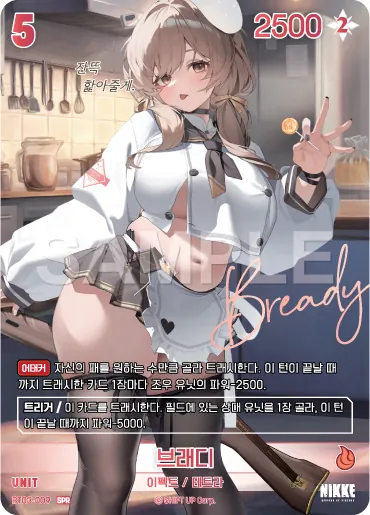 5
2500
2
잔뜩
핥아줄게.
SAMPLE
Bready
어태커 자신의 패를 원하는 수만큼 골라 트래시한다. 이 턴이 끝날 때
까지 트래시한 카드 1장마다 조우 유닛의 파워-2500.
트리거 / 이 카드를 트래시한다. 필드에 있는 상대 유닛을 1장 골라, 이 턴
이 끝날 때까지 파워-5000.
브래디
UNIT
이펙트 / 테트라
SPR
© SHIFT UP Corp.
NIKKE